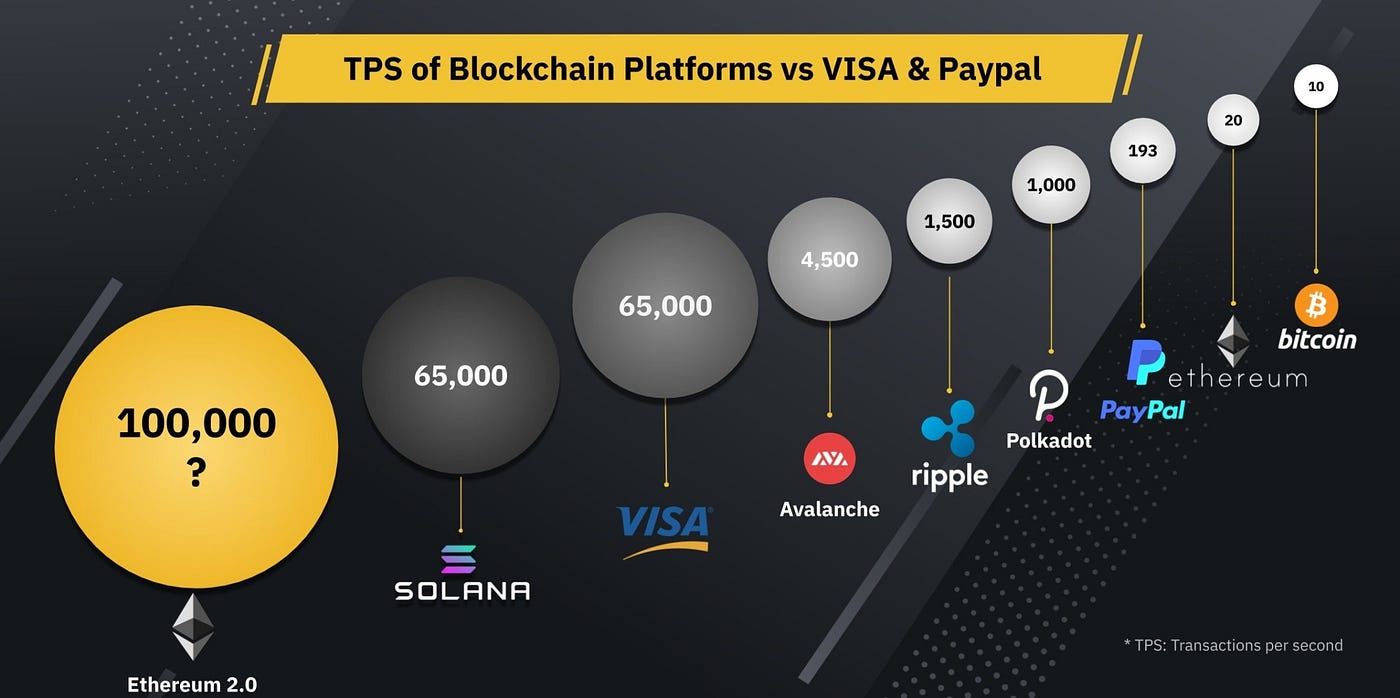 TPS of Blockchain Platforms vs VISA & Paypal
100,000
?
Ethereum 2.0
65,000
SOLANA
65,000
VISA
4,500
AVA
Avalanche
1,500
ripple
1,000
Polkadot
193
PayPal
20
ethereum
10
bitcoin
* TPS: Transactions per second